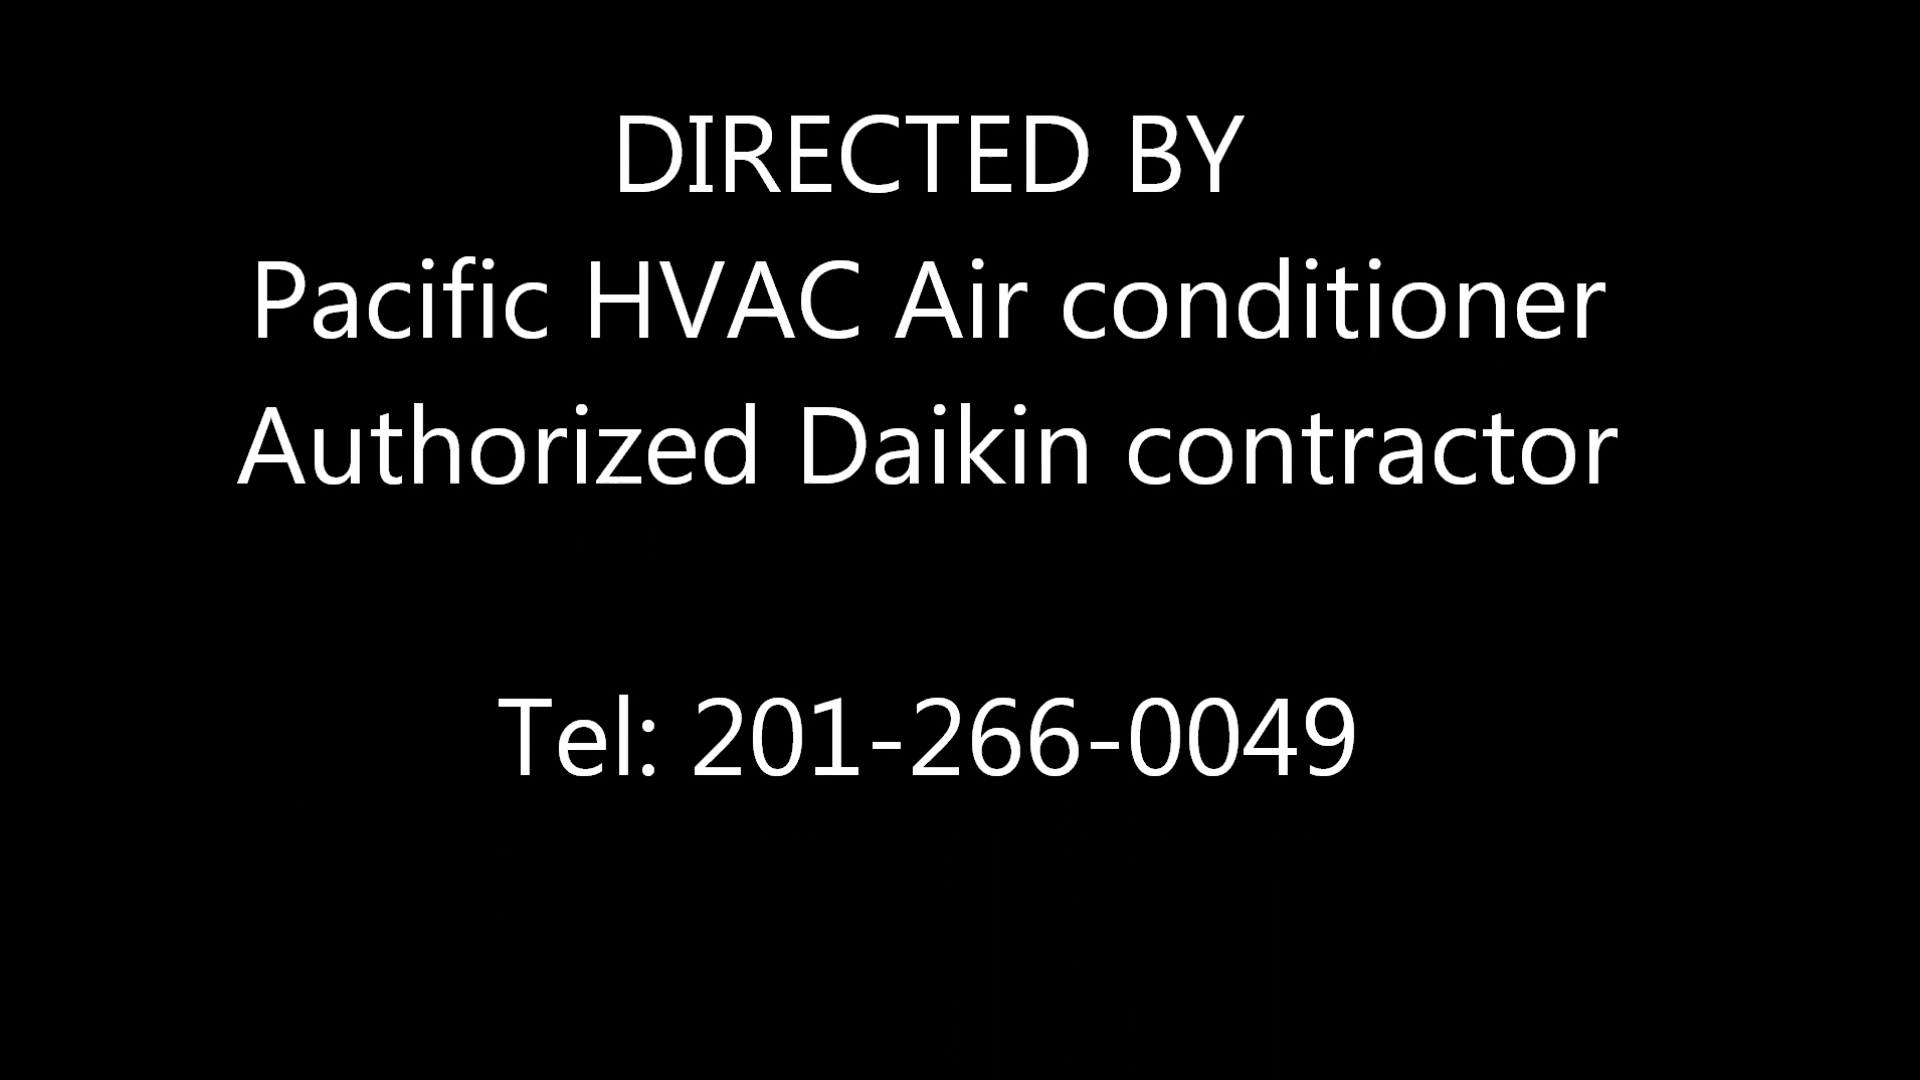 DIRECTED BY
Pacific HVAC Air conditioner
Authorized Daikin contractor
Tel: 201-266-0049